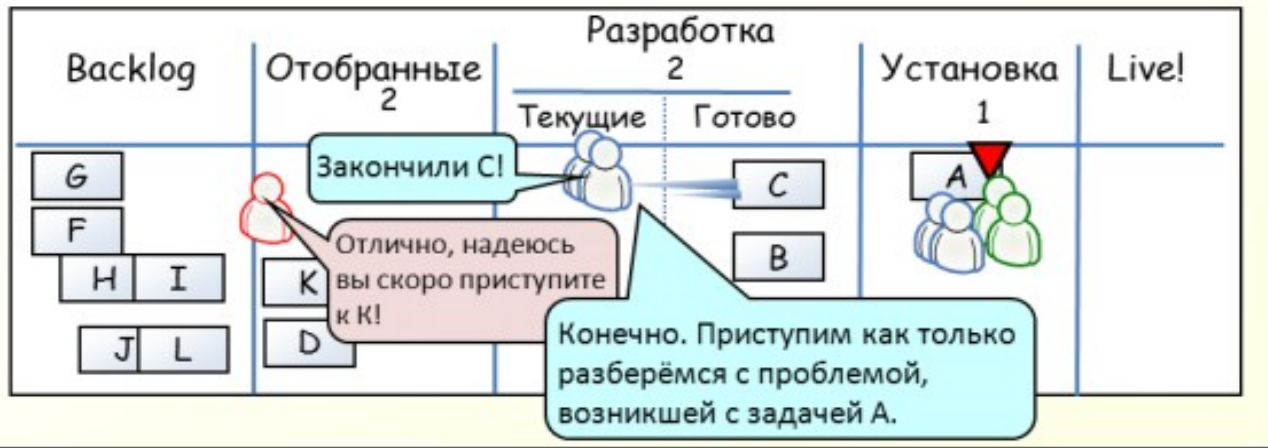 Backlog
Отобранные
2
Разработка
2
Текущие
Готово
Установка
1
Live!
G
F
H
I
J
L
K
D
Закончили C!
Отлично, надеюсь
вы скоро приступите
к К!
C
B
A
Конечно. Приступим как только
разберёмся с проблемой,
возникшей с задачей А.